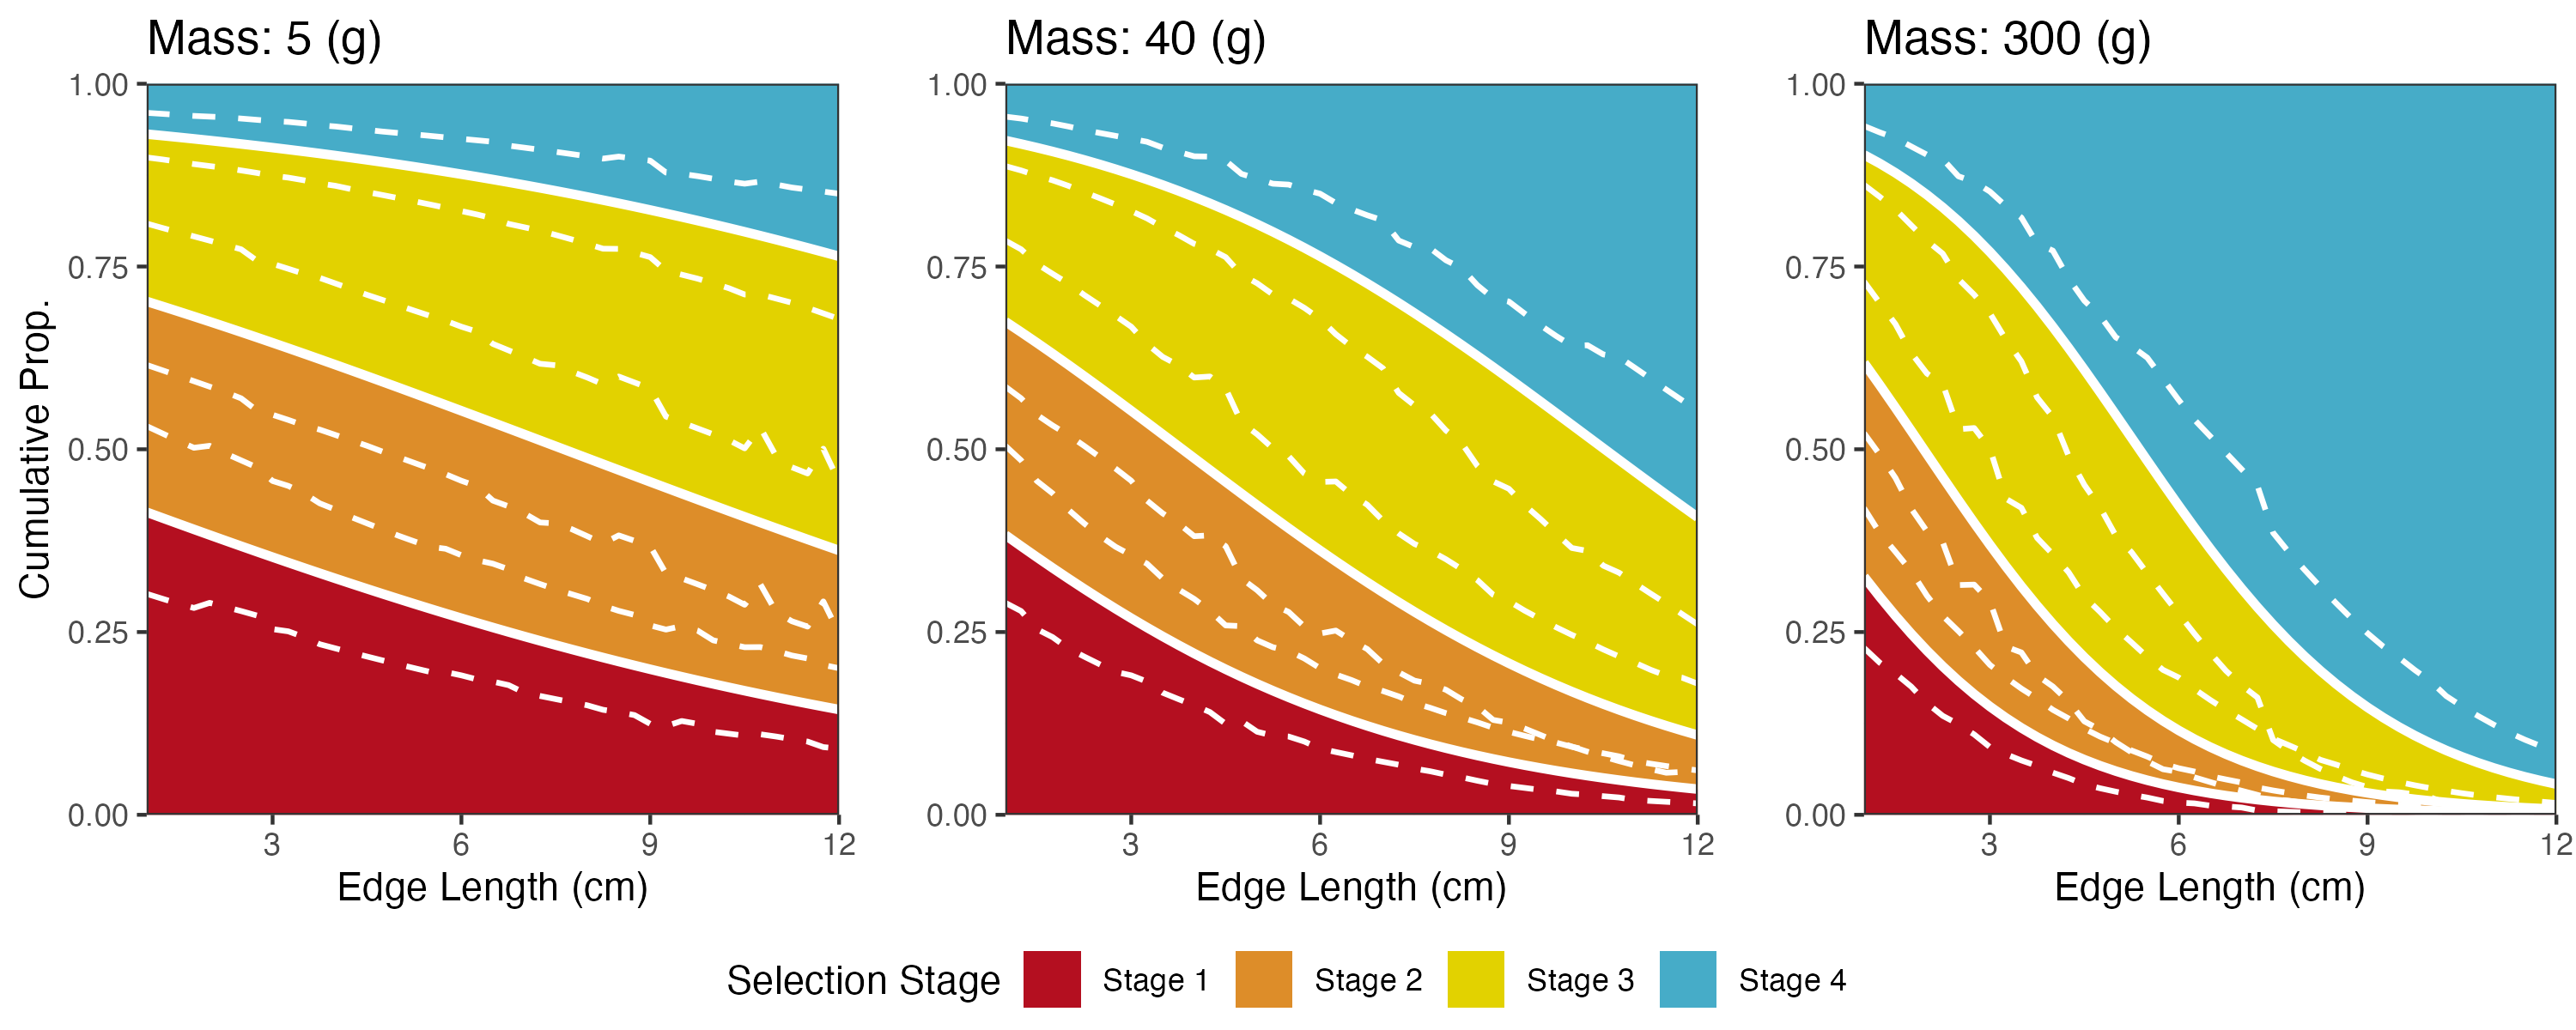 Mass: 5 (g)
Mass: 40 (g)
Mass: 300 (g)
Cumulative Prop.
1.00
0.75
0.50
0.25
0.00
3 6 9 12
Edge Length (cm)
1.00
0.75
0.50
0.25
0.00
3 6 9 12
Edge Length (cm)
1.00
0.75
0.50
0.25
0.00
3 6 9 12
Edge Length (cm)
Selection Stage Stage 1 Stage 2 Stage 3 Stage 4